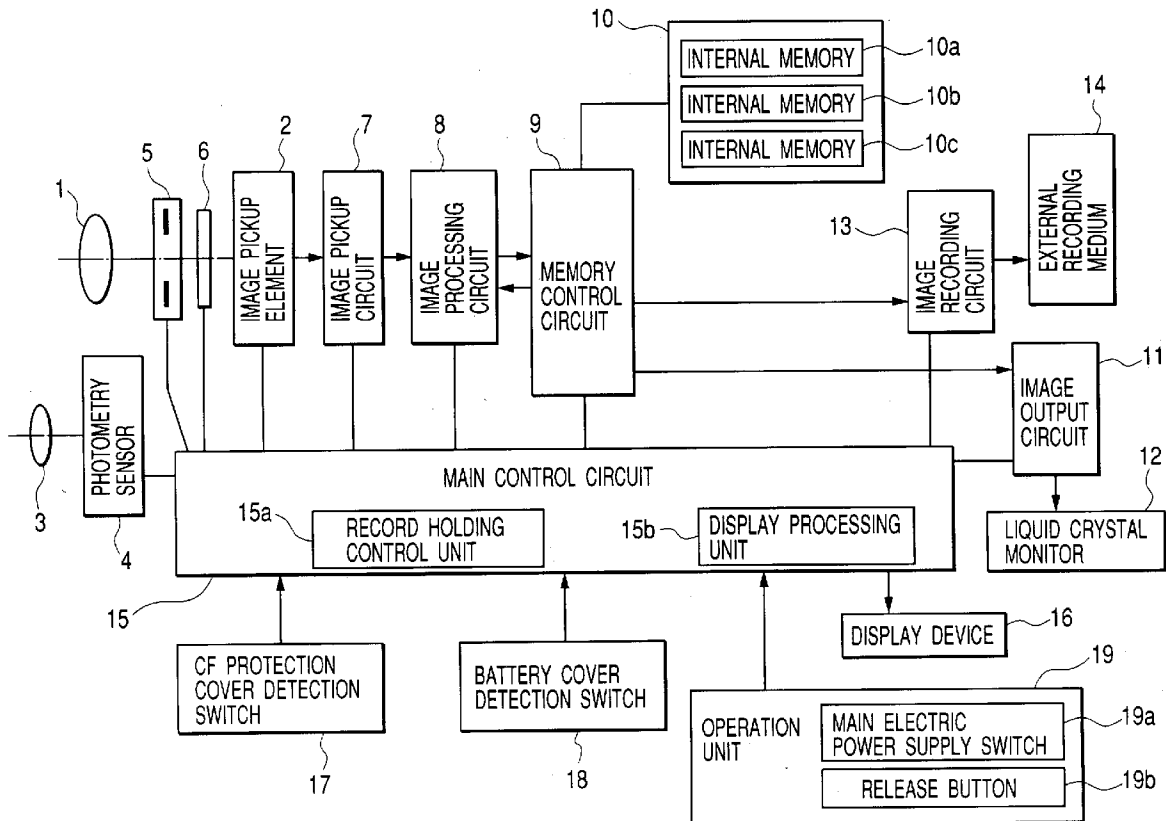 10
INTERNAL MEMORY
10a
INTERNAL MEMORY
10b
INTERNAL MEMORY
10c
14
EXTERNAL
RECORDING
MEDIUM
1
5
6
2
IMAGE PICKUP
ELEMENT
7
IMAGE PICKUP
CIRCUIT
8
IMAGE
PROCESSING
CIRCUIT
9
MEMORY
CONTROL
CIRCUIT
13
IMAGE
RECORDING
CIRCUIT
11
IMAGE
OUTPUT
CIRCUIT
3
PHOTOMETRY
SENSOR
4
12
LIQUID CRYSTAL
MONITOR
MAIN CONTROL CIRCUIT
15a
RECORD HOLDING
CONTROL UNIT
15b
DISPLAY PROCESSING
UNIT
15
DISPLAY DEVICE
16
CF PROTECTION
COVER DETECTION
SWITCH
17
BATTERY COVER
DETECTION SWITCH
18
19
OPERATION
UNIT
MAIN ELECTRIC
POWER SUPPLY SWITCH
19a
RELEASE BUTTON
19b